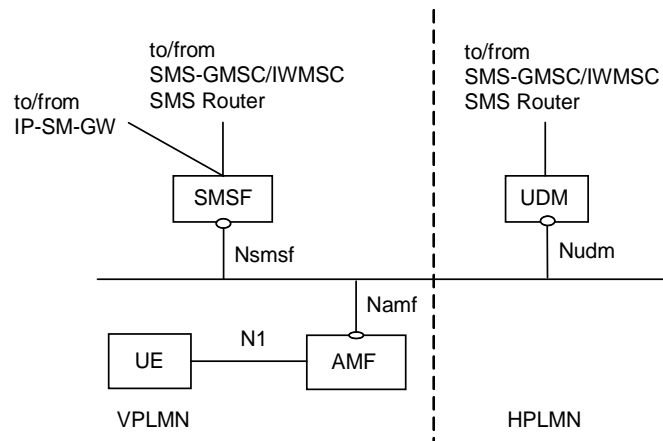 to/from
SMS-GMSC/IWMSC
SMS Router
to/from
SMS-GMSC/IWMSC
SMS Router
to/from
IP-SM-GW
SMSF
UDM
Nsmsf
Nudm
Namf
UE
N1
AMF
VPLMN
HPLMN